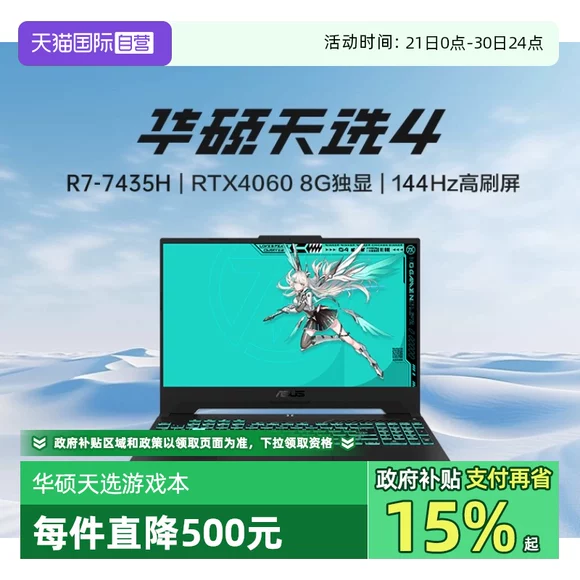 天猫国际自营
活动时间: 21日0点-30日24点
华硕天选4
R7-7435H | RTX4060 8G独显 | 144Hz高刷屏
04
ASUS
政府补贴区域和政策以领取页面为准，下拉领取资格
华硕天选游戏本
每件直降500元
政府补贴 支付再省
15%起